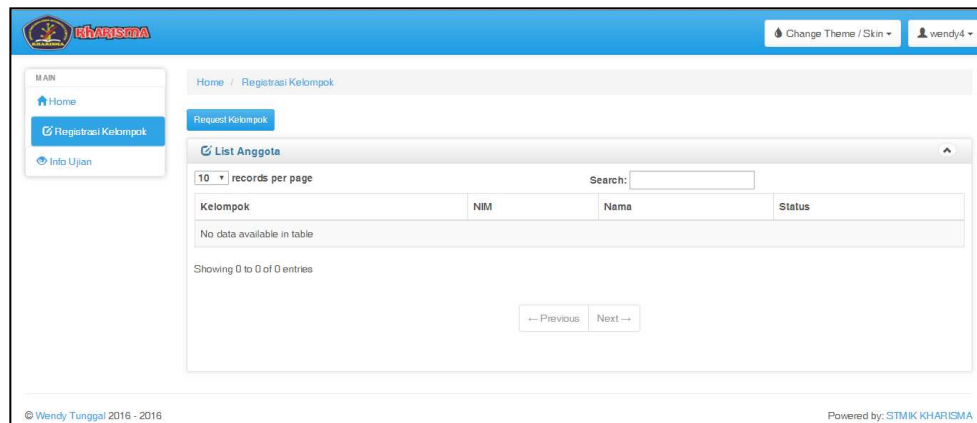 KHARISMA
KHARISMA
Change Theme / Skin
wendy4
MAIN
Home
Registrasi Kelompok
Info Ujian
Home / Registrasi Kelompok
Request Kelompok
List Anggota
10 records per page
Search:
Kelompok NIM Nama Status
No data available in table
Showing 0 to 0 of 0 entries
← Previous Next →
© Wendy Tunggal 2016 - 2016
Powered by: STMIK KHARISMA